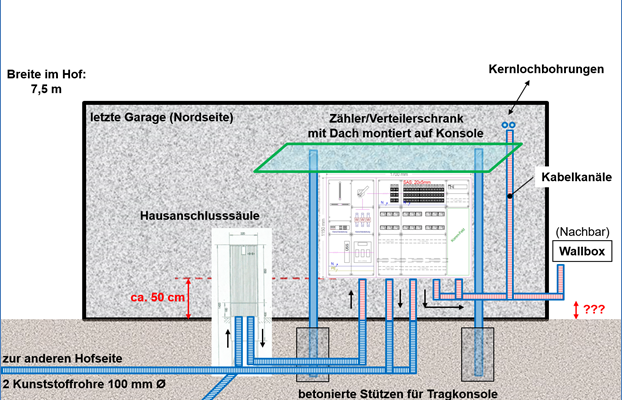 Kernlochbohrungen
Breite im Hof:
7,5 m
letzte Garage (Nordseite)
Zähler/Verteilerschrank
mit Dach montiert auf Konsole
Kabelkanäle
Hausanschlusssäule
(Nachbar)
Wallbox
ca. 50 cm
???
zur anderen Hofseite
2 Kunststoffrohre 100 mm Ø
betonierte Stützen für Tragkonsole